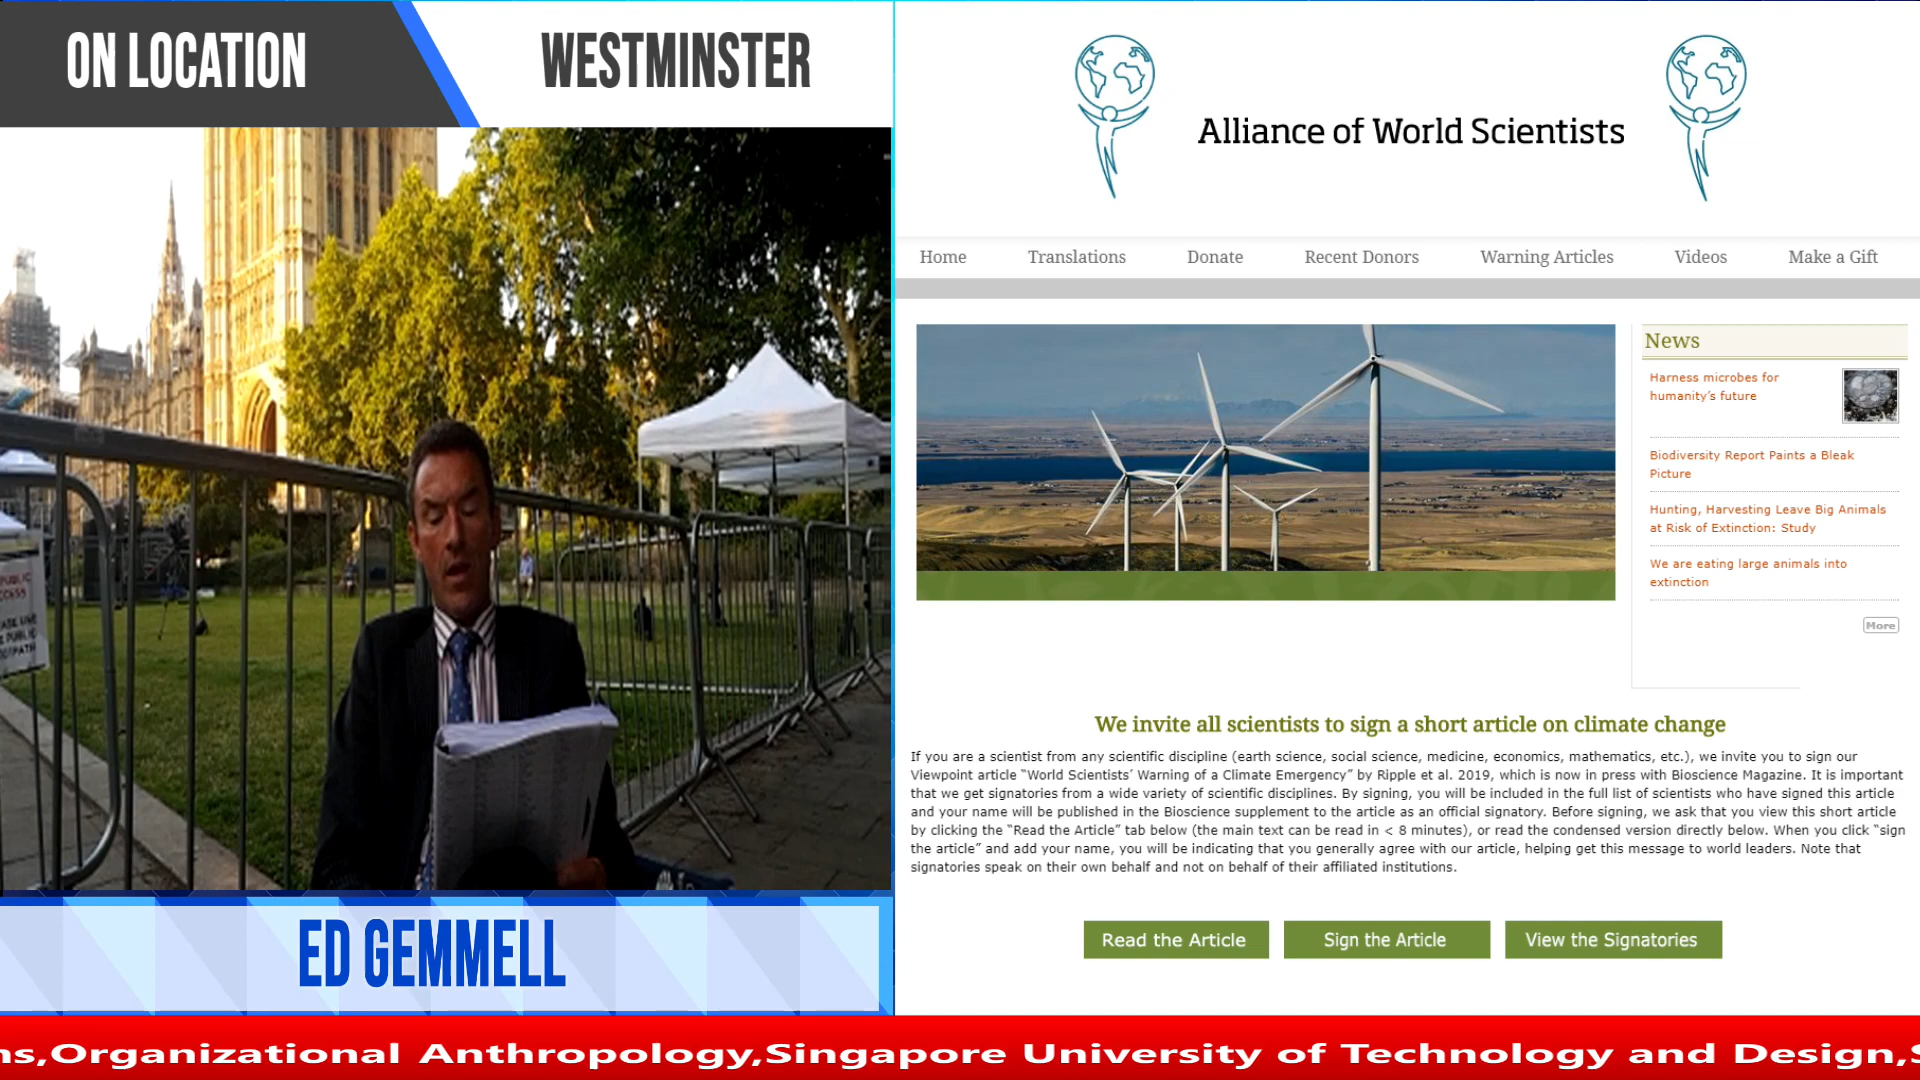 ON LOCATION
WESTMINSTER
PUBLIC
ACCESS
ED GEMMELL
Alliance of World Scientists
Home Translations Donate Recent Donors Warning Articles Videos Make a Gift
News
Harness microbes for
humanity’s future
Biodiversity Report Paints a Bleak
Picture
Hunting, Harvesting Leave Big Animals
at Risk of Extinction: Study
We are eating large animals into
extinction
More
We invite all scientists to sign a short article on climate change
If you are a scientist from any scientific discipline (earth science, social science, medicine, economics, mathematics, etc.), we invite you to sign our
Viewpoint article “World Scientists’ Warning of a Climate Emergency” by Ripple et al. 2019, which is now in press with Bioscience Magazine. It is important
that we get signatories from a wide variety of scientific disciplines. By signing, you will be included in the full list of scientists who have signed this article
and your name will be published in the Bioscience supplement to the article as an official signatory. Before signing, we ask that you view this short article
by clicking the “Read the Article” tab below (the main text can be read in < 8 minutes), or read the condensed version directly below. When you click “sign
the article” and add your name, you will be indicating that you generally agree with our article, helping get this message to world leaders. Note that
signatories speak on their own behalf and not on behalf of their affiliated institutions.
Read the Article Sign the Article View the Signatories
ns,Organizational Anthropology,Singapore University of Technology and Design,S